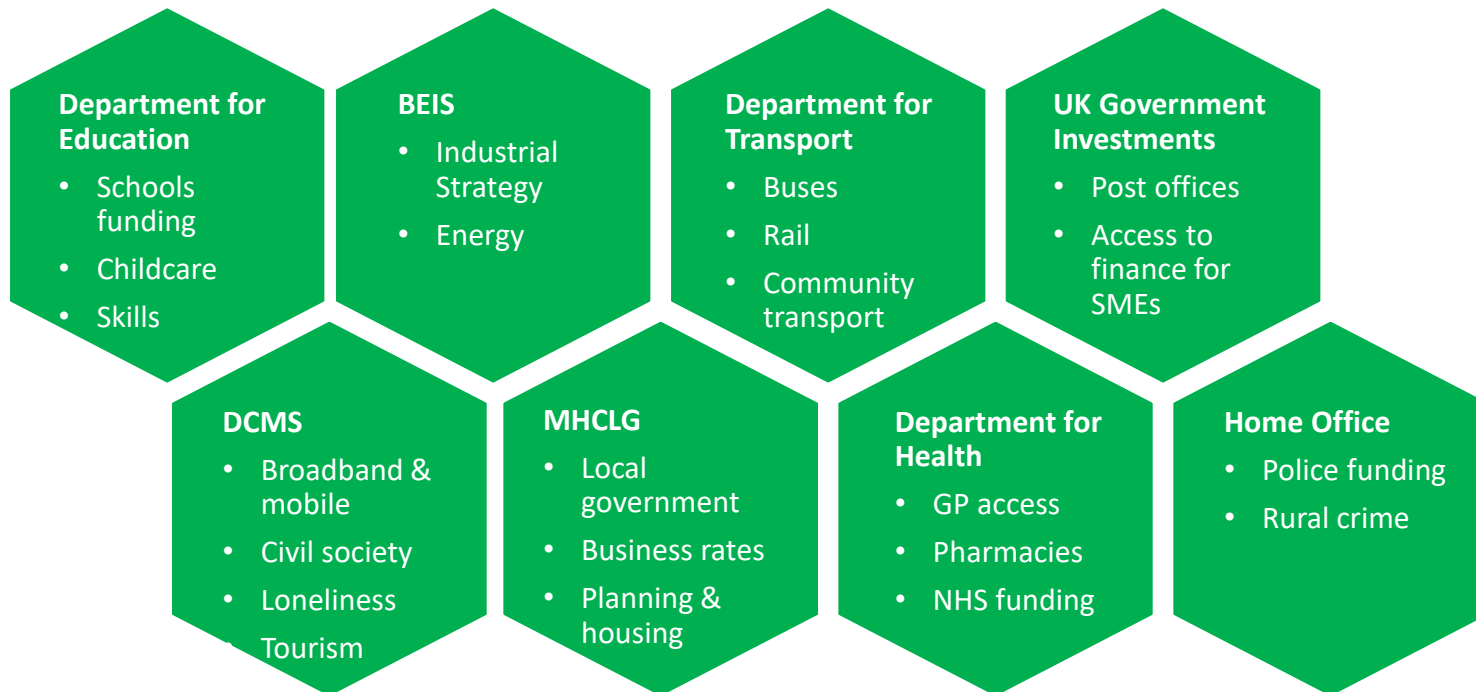 Department for
Education
• Schools
funding
• Childcare
• Skills
BEIS
• Industrial
Strategy
• Energy
Department for
Transport
• Buses
• Rail
• Community
transport
UK Government
Investments
• Post offices
• Access to
finance for
SMEs
DCMS
• Broadband &
mobile
• Civil society
• Loneliness
• Tourism
MHCLG
• Local
government
• Business rates
• Planning &
housing
Department for
Health
• GP access
• Pharmacies
• NHS funding
Home Office
• Police funding
• Rural crime